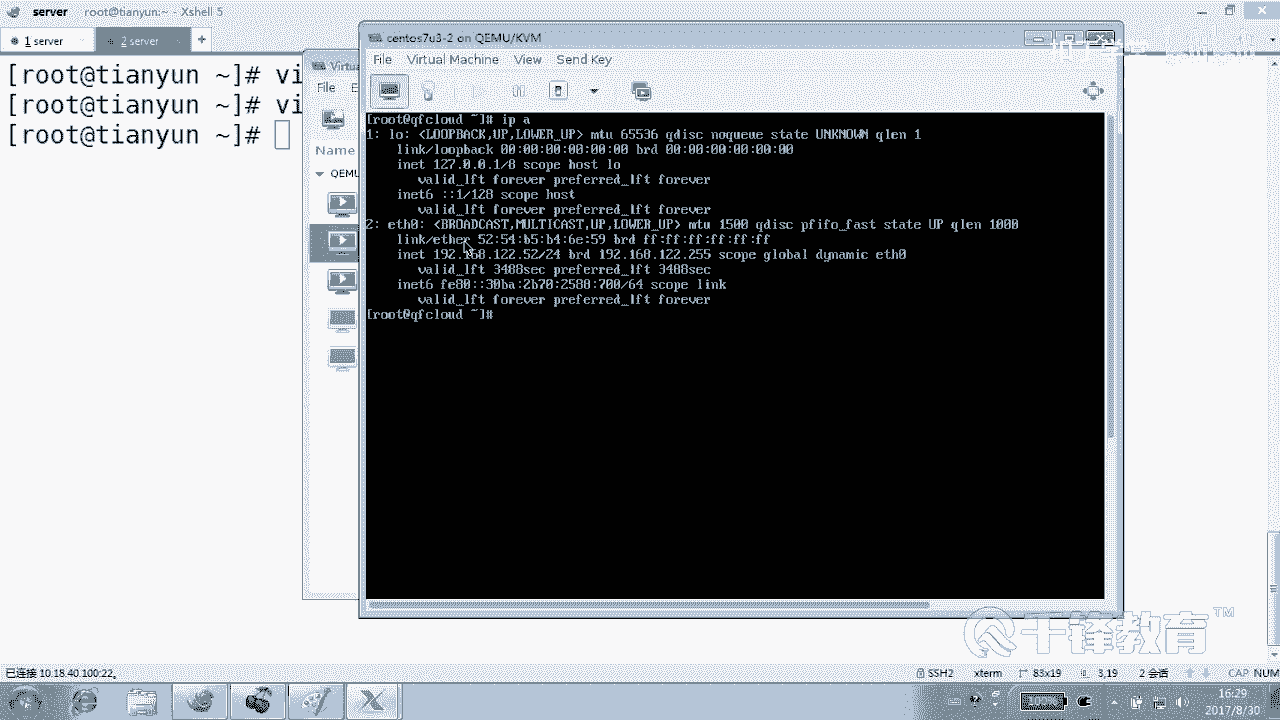 server root@tianyun:~ - Xshell 5
1 server
2 server
+
[root@tianyun ~]# vi
[root@tianyun ~]# vi
[root@tianyun ~]#
Virtua
File E
Name
QEMU
centos7u3-2 on QEMU/KVM
File Virtual Machine View Send Key
[root@qfcloud ~]# ip a
1: lo: <LOOPBACK,UP,LOWER_UP> mtu 65536 qdisc noqueue state UNKNOWN qlen 1
link/loopback 00:00:00:00:00:00 brd 00:00:00:00:00:00
inet 127.0.0.1/8 scope host lo
valid_lft forever preferred_lft forever
inet6 ::1/128 scope host
valid_lft forever preferred_lft forever
2: eth0: <BROADCAST,MULTICAST,UP,LOWER_UP> mtu 1500 qdisc pfifo_fast state UP qlen 1000
link/ether 52:54:b5:b4:6e:59 brd ff:ff:ff:ff:ff:ff
inet 192.168.122.52/24 brd 192.168.122.255 scope global dynamic eth0
valid_lft 3488sec preferred_lft 3488sec
inet6 fe80::39ba:2b70:2580:700/64 scope link
valid_lft forever preferred_lft forever
[root@qfcloud ~]#
千锋教育 TM
已连接 10.18.40.100:22。
SSH2 xterm 83x19 3,19 2 会话 CAP NUM
16:29
2017/8/30